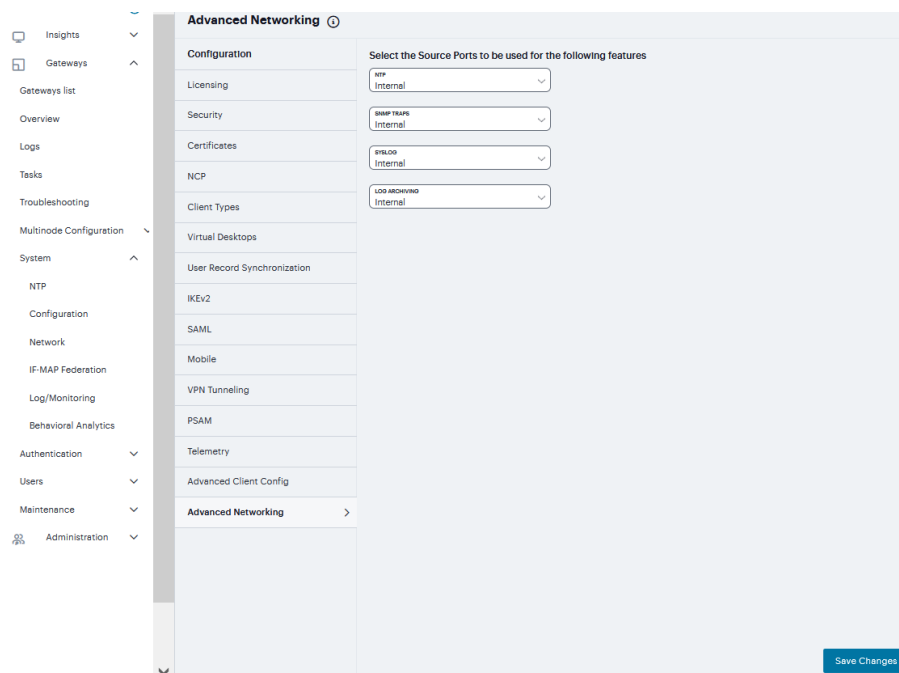 Insights
Gateways
Gateways list
Overview
Logs
Tasks
Troubleshooting
Multinode Configuration
System
NTP
Configuration
Network
IF-MAP Federation
Log/Monitoring
Behavioral Analytics
Authentication
Users
Maintenance
Administration
Advanced Networking
Configuration
Licensing
Security
Certificates
NCP
Client Types
Virtual Desktops
User Record Synchronization
IKEv2
SAML
Mobile
VPN Tunneling
PSAM
Telemetry
Advanced Client Config
Advanced Networking
Select the Source Ports to be used for the following features
NTP
Internal
SNMP TRAPS
Internal
SYSLOG
Internal
LOG ARCHIVING
Internal
Save Changes